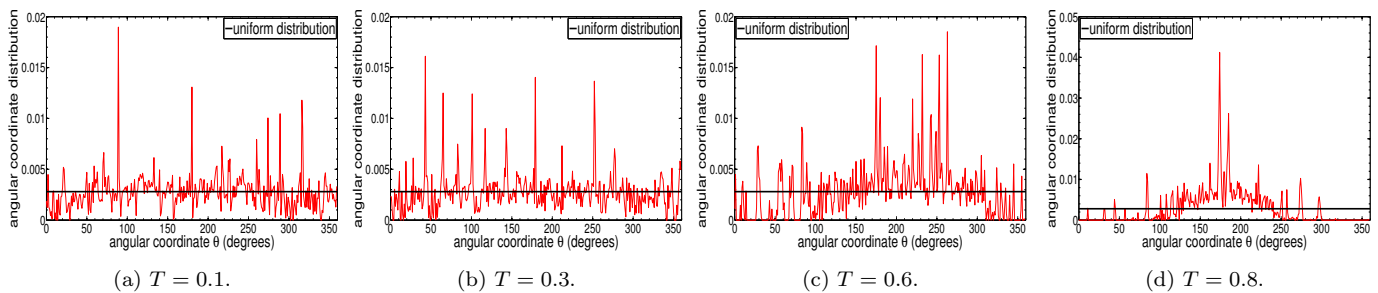 0.02
0.015
0.01
0.005
0
angular coordinate distribution
uniform distribution
0 50 100 150 200 250 300 350
angular coordinate θ (degrees)
(a) T = 0.1.
0.02
0.015
0.01
0.005
0
angular coordinate distribution
uniform distribution
0 50 100 150 200 250 300 350
angular coordinate θ (degrees)
(b) T = 0.3.
0.02
0.015
0.01
0.005
0
angular coordinate distribution
uniform distribution
0 50 100 150 200 250 300 350
angular coordinate θ (degrees)
(c) T = 0.6.
0.05
0.04
0.03
0.02
0.01
0
angular coordinate distribution
uniform distribution
0 50 100 150 200 250 300 350
angular coordinate θ (degrees)
(d) T = 0.8.